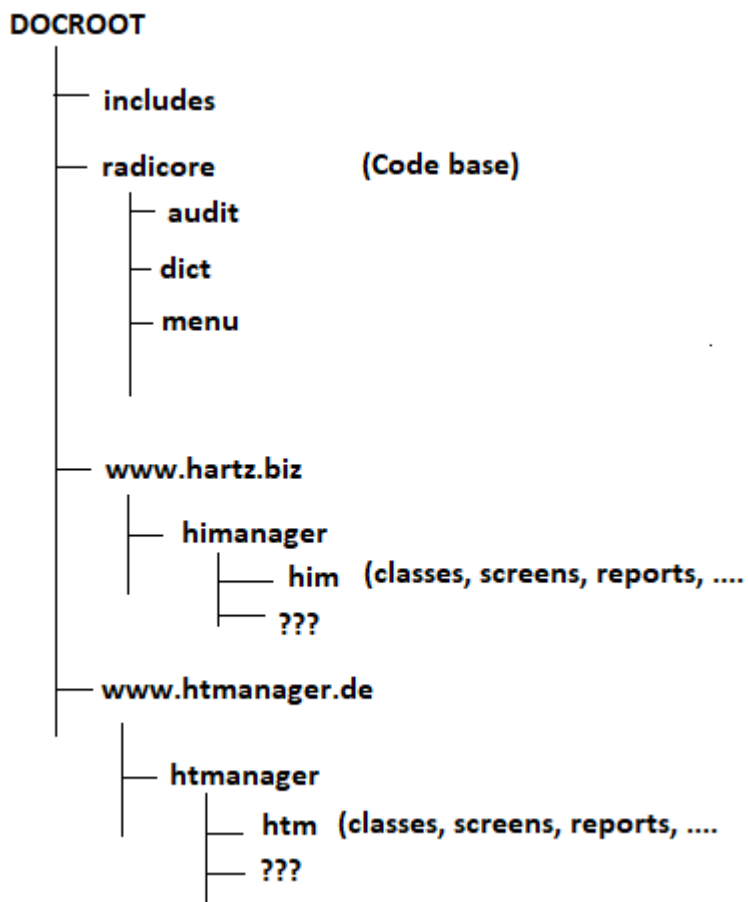 DOCROOT
includes
radicore (Code base)
audit
dict
menu
www.hartz.biz
himanager
him (classes, screens, reports, ....
???
www.htmanager.de
htmanager
htm (classes, screens, reports, ....
???